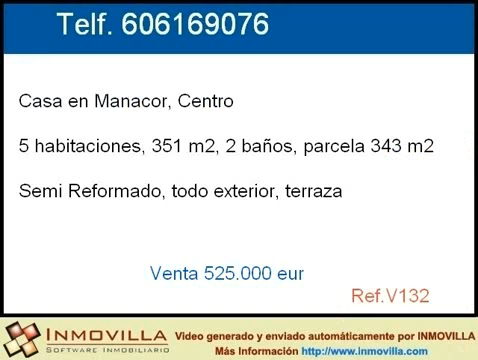 Telf. 606169076
Casa en Manacor, Centro
5 habitaciones, 351 m2, 2 baños, parcela 343 m2
Semi Reformado, todo exterior, terraza
Venta 525.000 eur
Ref.V132
INMOVILLA
SOFTWARE INMOBILIARIO
Video generado y enviado automáticamente por INMOVILLA
Más Información http://www.inmovilla.com